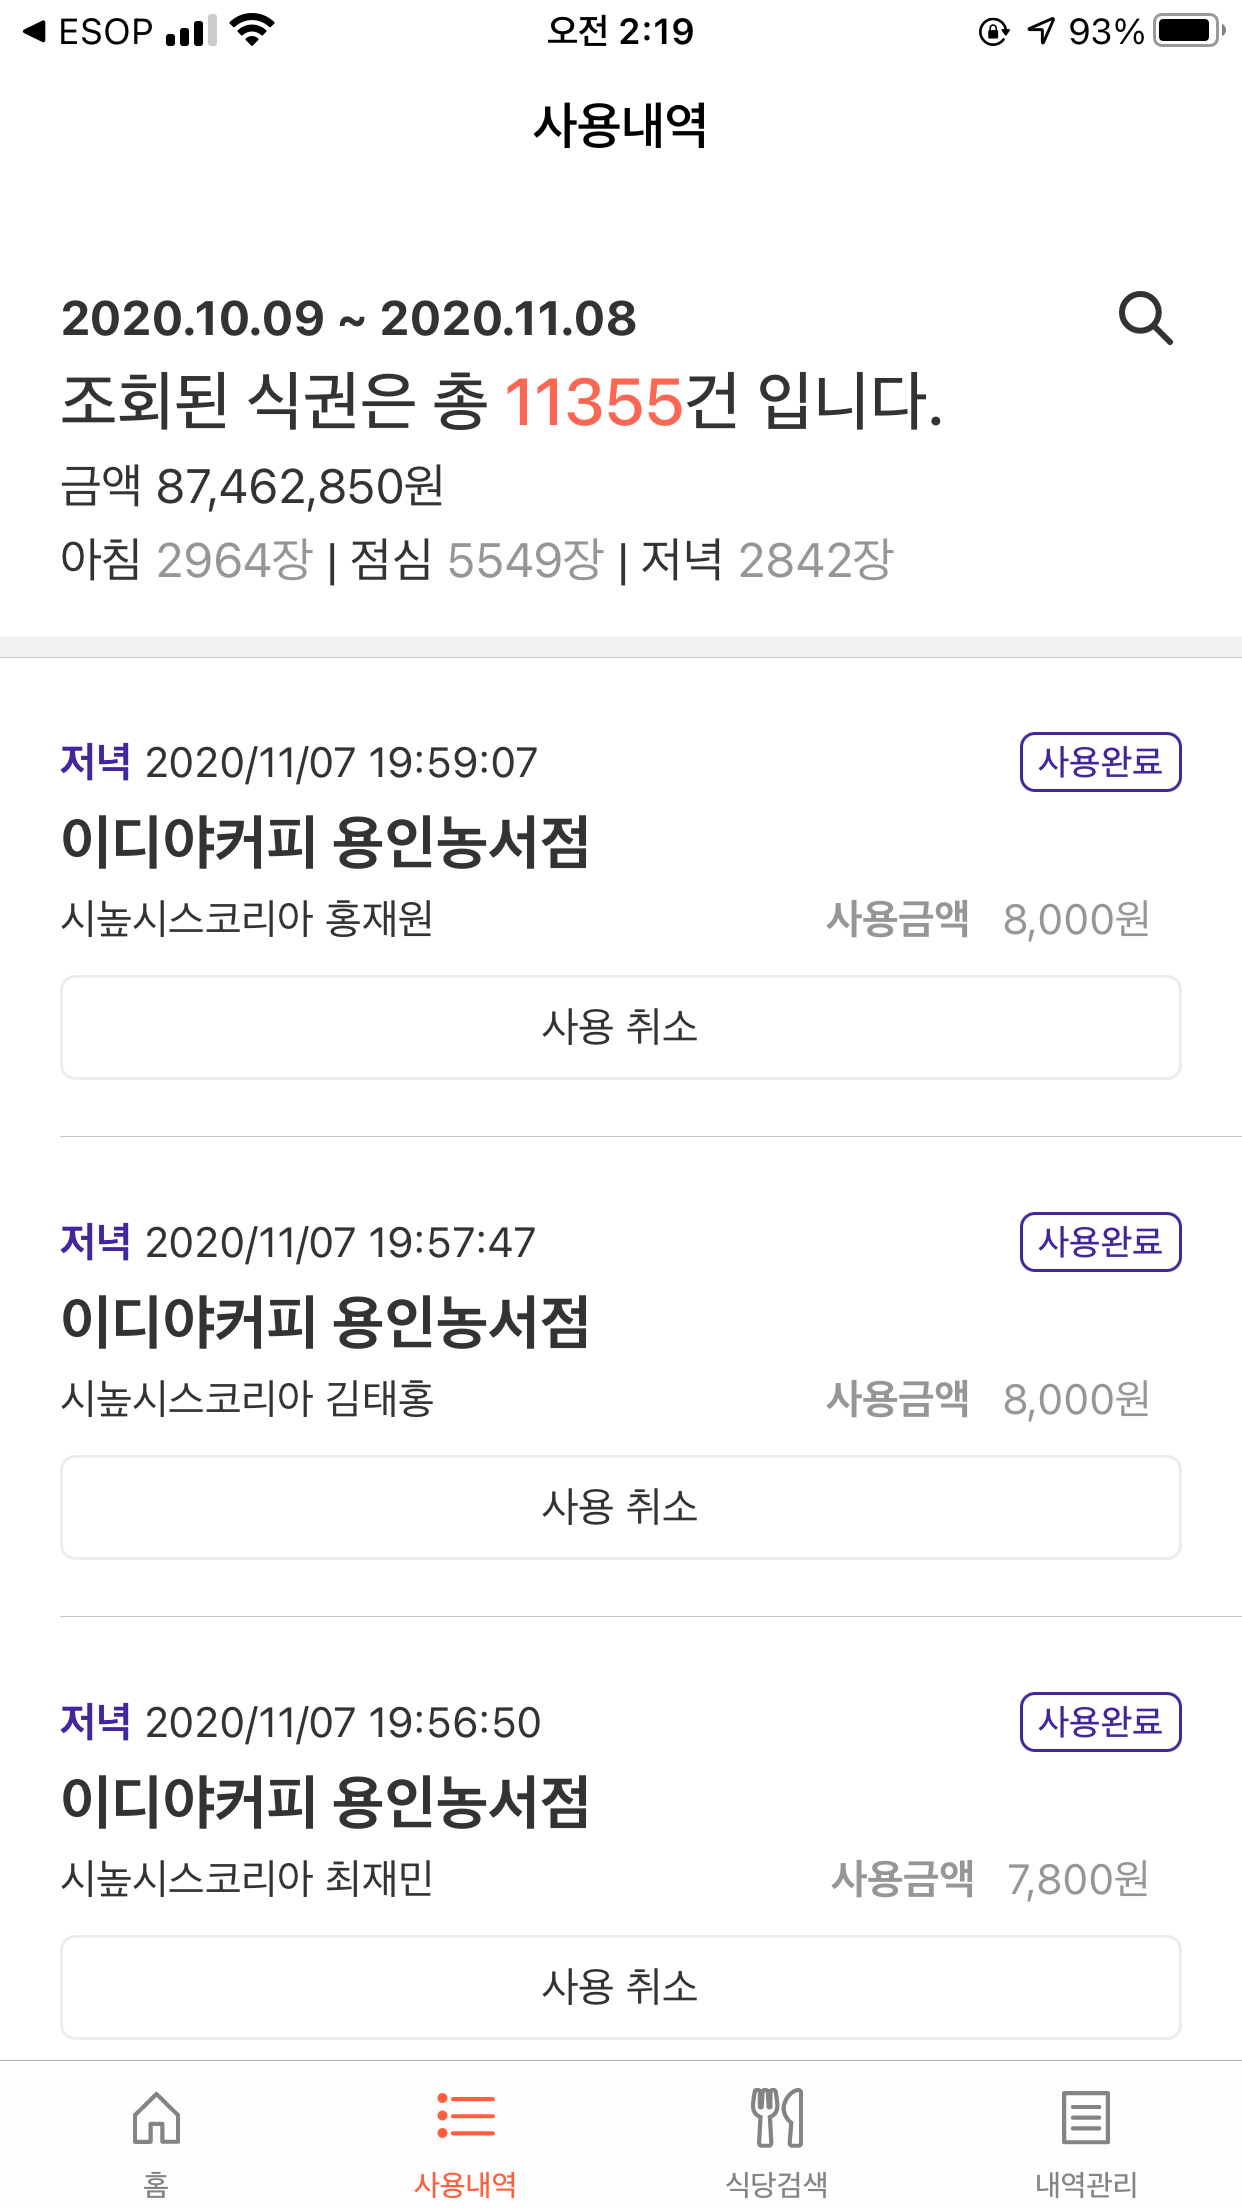 ESOP 오전 2:19 93%
사용내역
2020.10.09 ~ 2020.11.08
조회된 식권은 총 11355건 입니다.
금액 87,462,850원
아침 2964장 | 점심 5549장 | 저녁 2842장
저녁 2020/11/07 19:59:07 사용완료
이디야커피 용인농서점
시높시스코리아 홍재원 사용금액 8,000원
사용 취소
저녁 2020/11/07 19:57:47 사용완료
이디야커피 용인농서점
시높시스코리아 김태홍 사용금액 8,000원
사용 취소
저녁 2020/11/07 19:56:50 사용완료
이디야커피 용인농서점
시높시스코리아 최재민 사용금액 7,800원
사용 취소
홈 사용내역 식당검색 내역관리